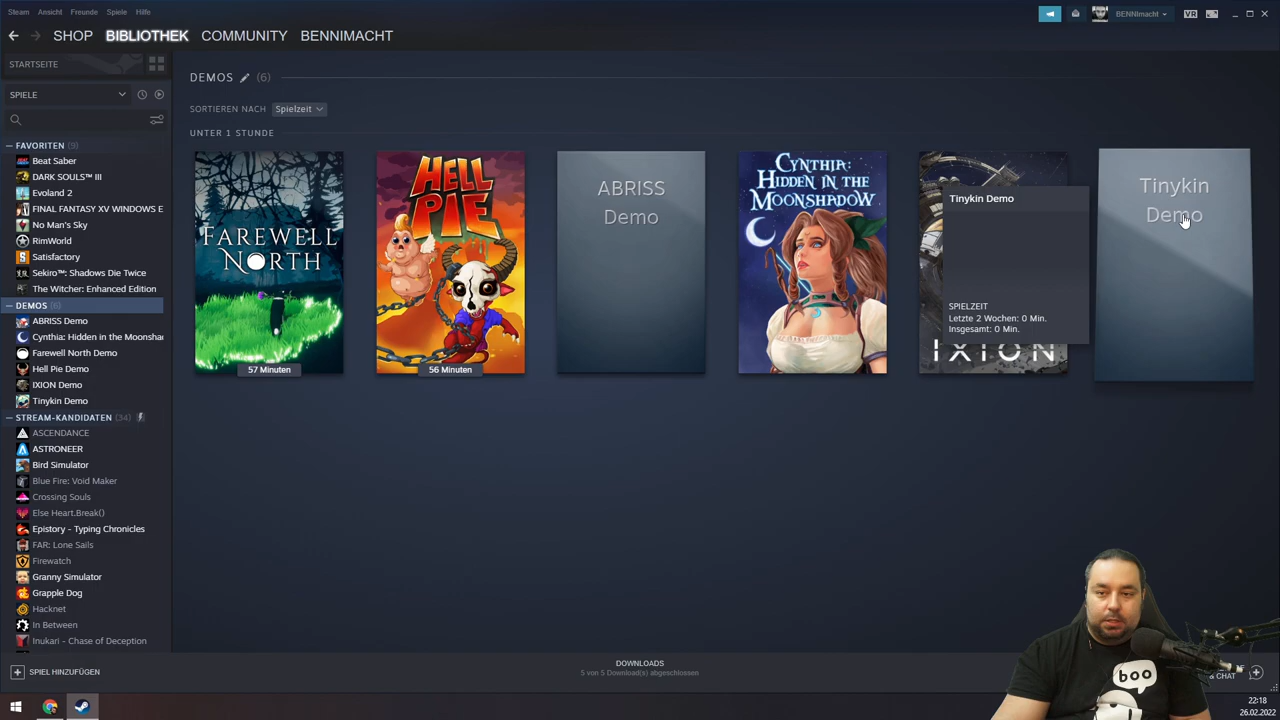 Steam Ansicht Freunde Spiele Hilfe
BENNImacht
VR
SHOP BIBLIOTHEK COMMUNITY BENNIMACHT
STARTSEITE
SPIELE
FAVORITEN (9)
Beat Saber
DARK SOULS™ III
Evoland 2
FINAL FANTASY XV WINDOWS E
No Man's Sky
RimWorld
Satisfactory
Sekiro™: Shadows Die Twice
The Witcher: Enhanced Edition
DEMOS (6)
ABRISS Demo
Cynthia: Hidden in the Moonshac
Farewell North Demo
Hell Pie Demo
IXION Demo
Tinykin Demo
STREAM-KANDIDATEN (34)
ASCENDANCE
ASTRONEER
Bird Simulator
Blue Fire: Void Maker
Crossing Souls
Else Heart.Break()
Epistory - Typing Chronicles
FAR: Lone Sails
Firewatch
Granny Simulator
Grapple Dog
Hacknet
In Between
Inukari - Chase of Deception
SPIEL HINZUFÜGEN
DEMOS (6)
SORTIEREN NACH Spielzeit
UNTER 1 STUNDE
FAREWELL
NORTH
57 Minuten
HELL
PIE
56 Minuten
ABRISS
Demo
CYNTHIA:
HIDDEN IN THE
MOONSHADOW
IXION
Tinykin Demo
SPIELZEIT
Letzte 2 Wochen: 0 Min.
Insgesamt: 0 Min.
Tinykin
Demo
DOWNLOADS
5 von 5 Download(s) abgeschlossen
& CHAT
boo
22:18
26.02.2022